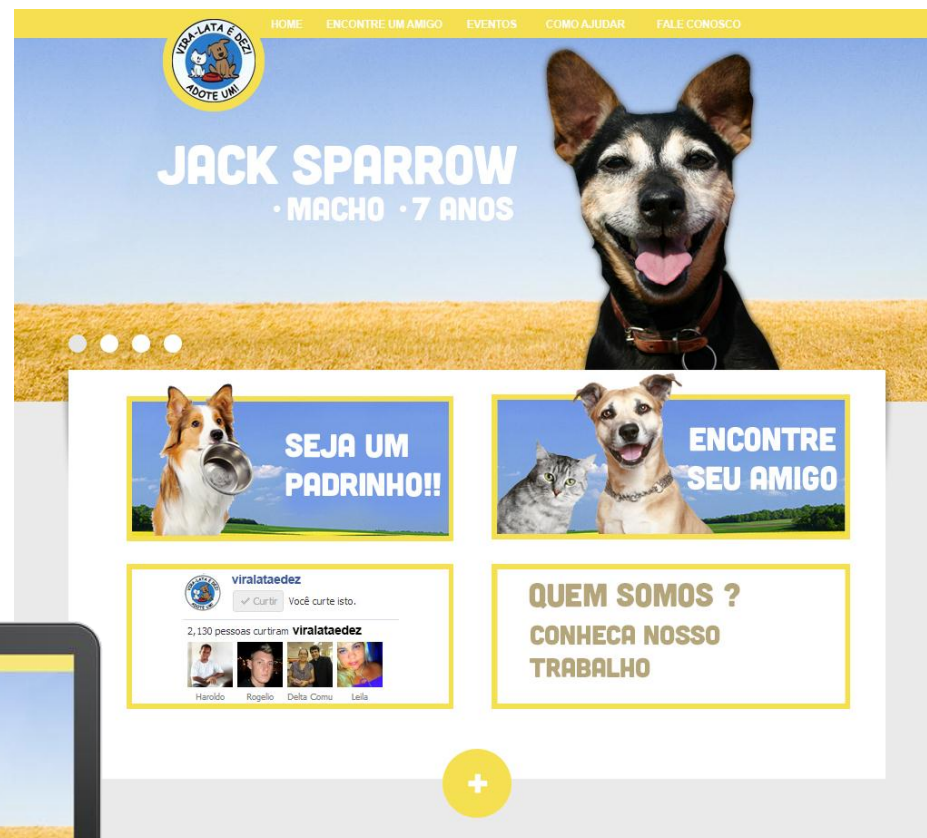 HOME ENCONTRE UM AMIGO EVENTOS COMO AJUDAR FALE CONOSCO
VIRA-LATA É DEZ!
ADOTE UM!
JACK SPARROW
• MACHO • 7 ANOS
SEJA UM
PADRINHO!!
ENCONTRE
SEU AMIGO
viralataedez
Curtir Você curte isto.
2,130 pessoas curtiram viralataedez
Haroldo Rogelio Delta Comu Leila
QUEM SOMOS ?
CONHECA NOSSO
TRABALHO
+